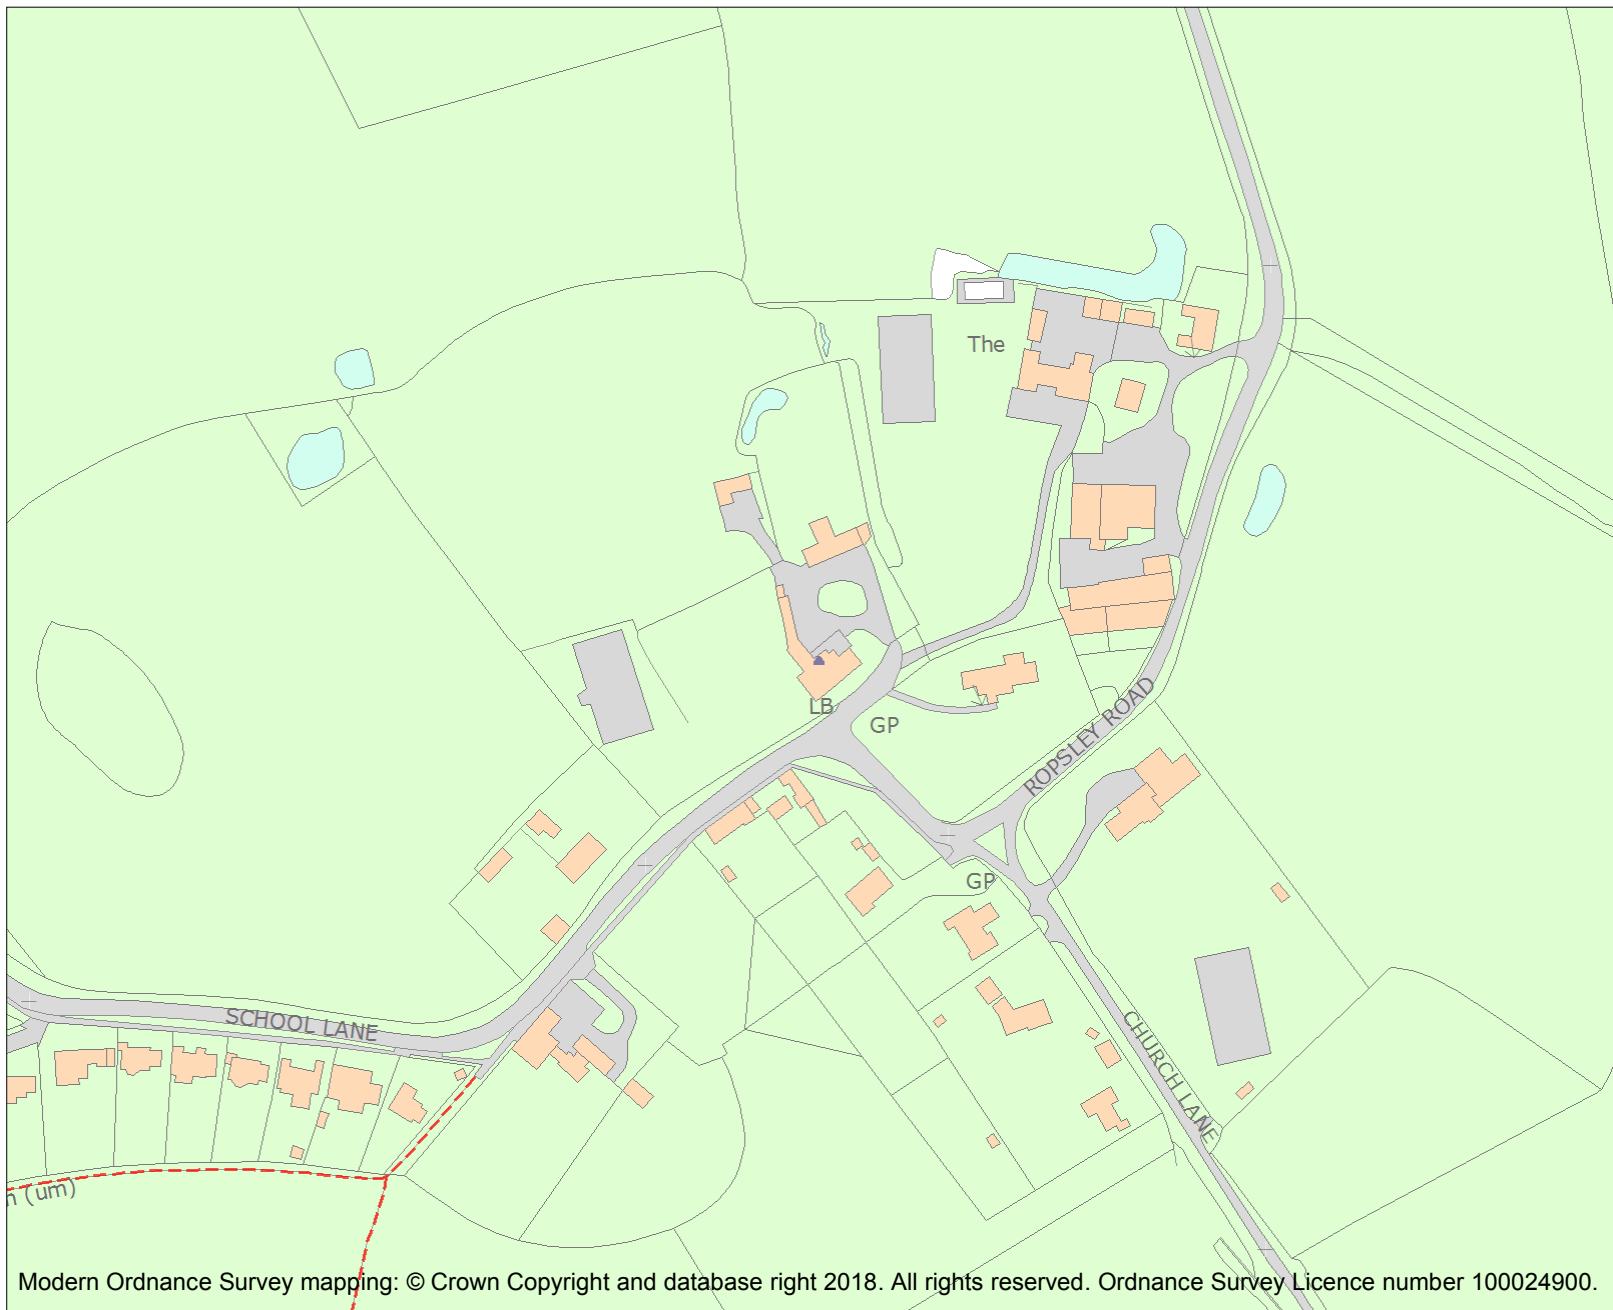 The
LB
GP
ROPSLEY ROAD
GP
SCHOOL LANE
CHURCH LANE
n (um)
Modern Ordnance Survey mapping: © Crown Copyright and database right 2018. All rights reserved. Ordnance Survey Licence number 100024900.